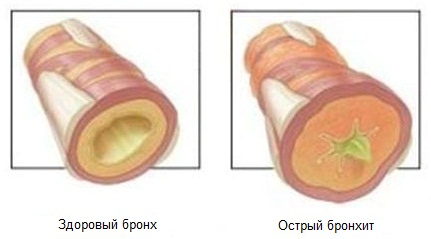 Здоровый бронх
Острый бронхит